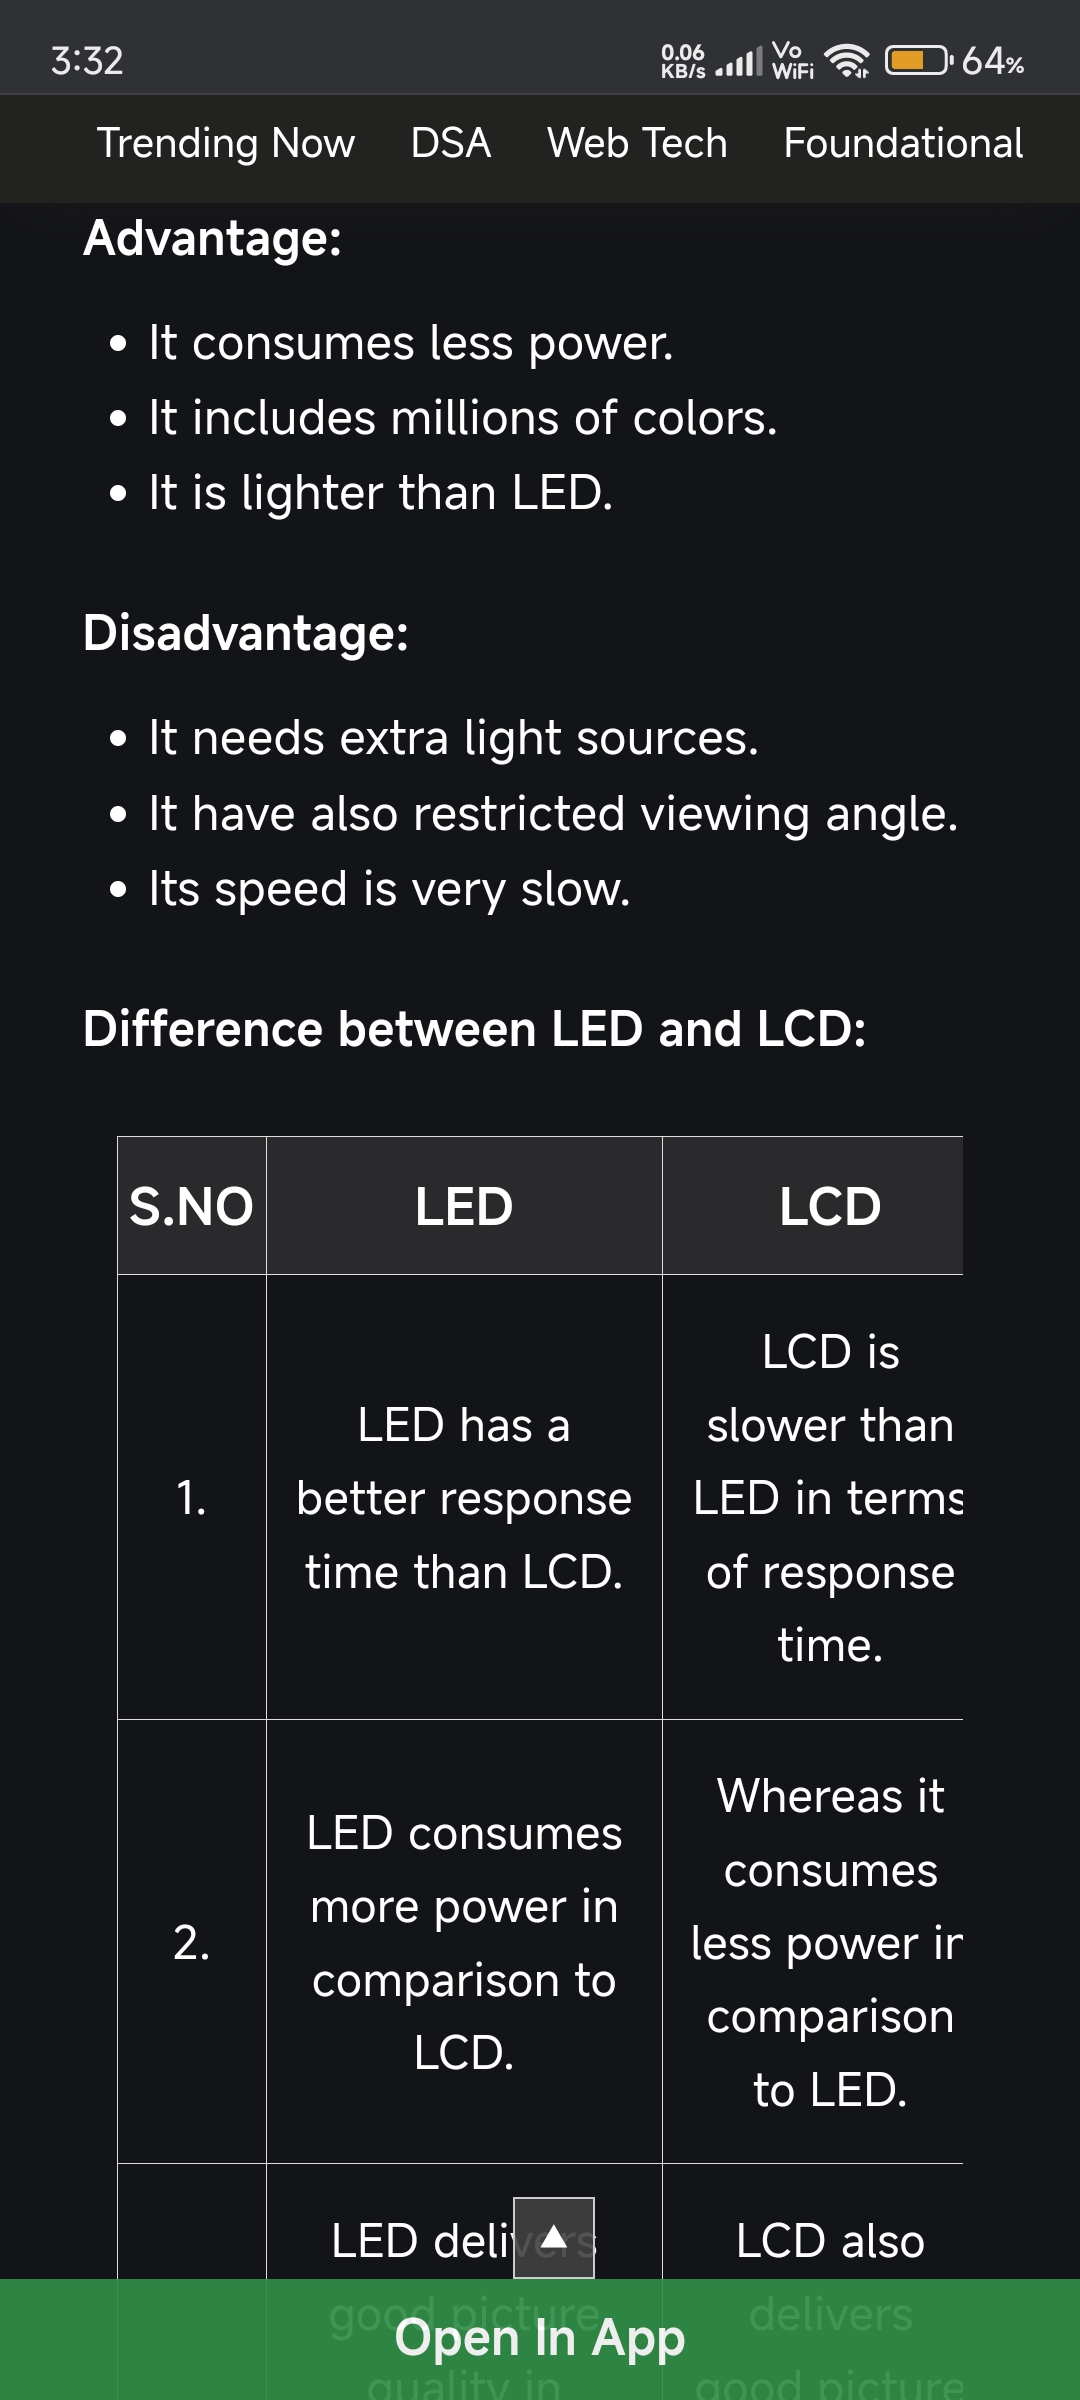 3:32
0.06 KB/s Vo WiFi 64%
Trending Now DSA Web Tech Foundational
Advantage:
• It consumes less power.
• It includes millions of colors.
• It is lighter than LED.
Disadvantage:
• It needs extra light sources.
• It have also restricted viewing angle.
• Its speed is very slow.
Difference between LED and LCD:
S.NO LED LCD
1.
LED has a
better response
time than LCD.
LCD is
slower than
LED in terms
of response
time.
2.
LED consumes
more power in
comparison to
LCD.
Whereas it
consumes
less power in
comparison
to LED.
LED delivers
good picture
quality in
LCD also
delivers
good picture
Open In App